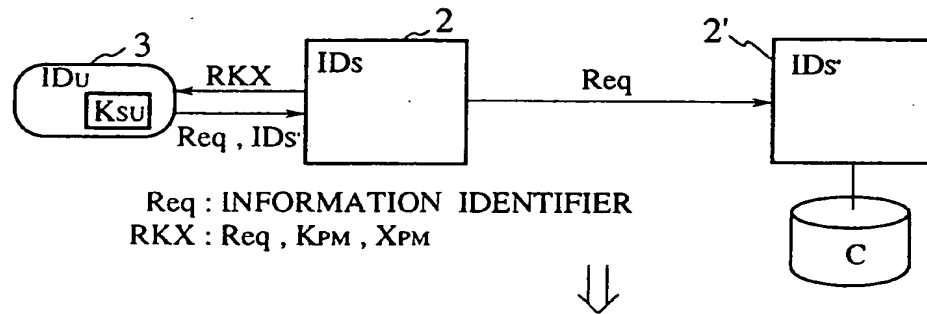 3
IDU
KSU
RKX
Req , IDS'
2
IDS
Req
2'
IDS'
C
Req : INFORMATION IDENTIFIER
RKX : Req , KPM , XPM